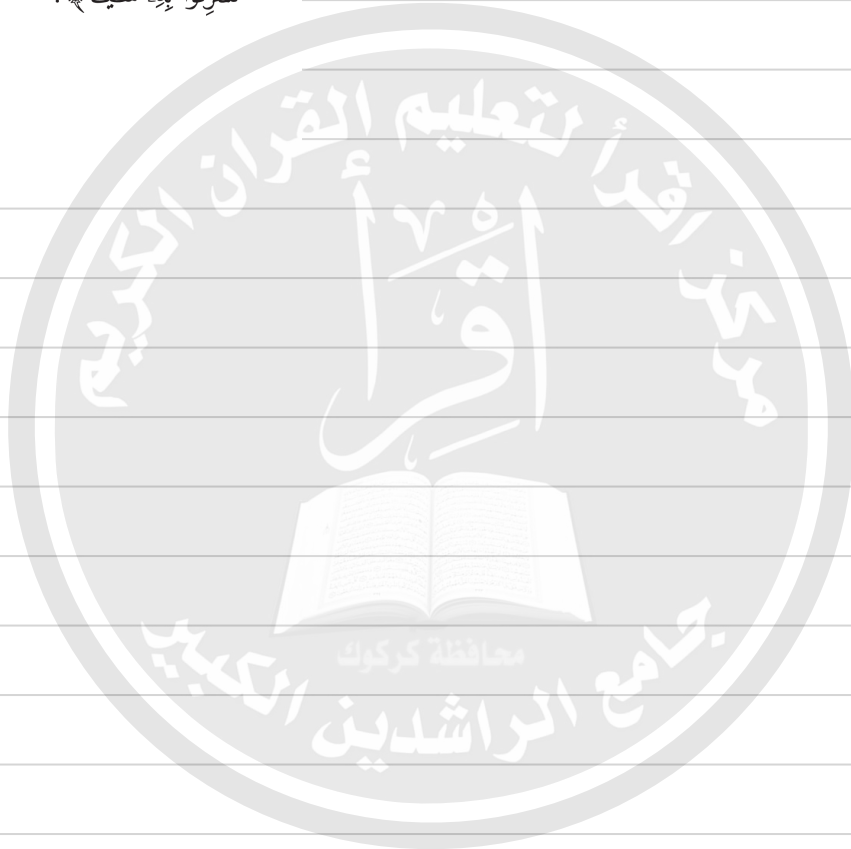 مركز اقرأ لتعليم القرآن الكريم
اقرأ
محافظة كركوك
جامع الراشدين الكبير